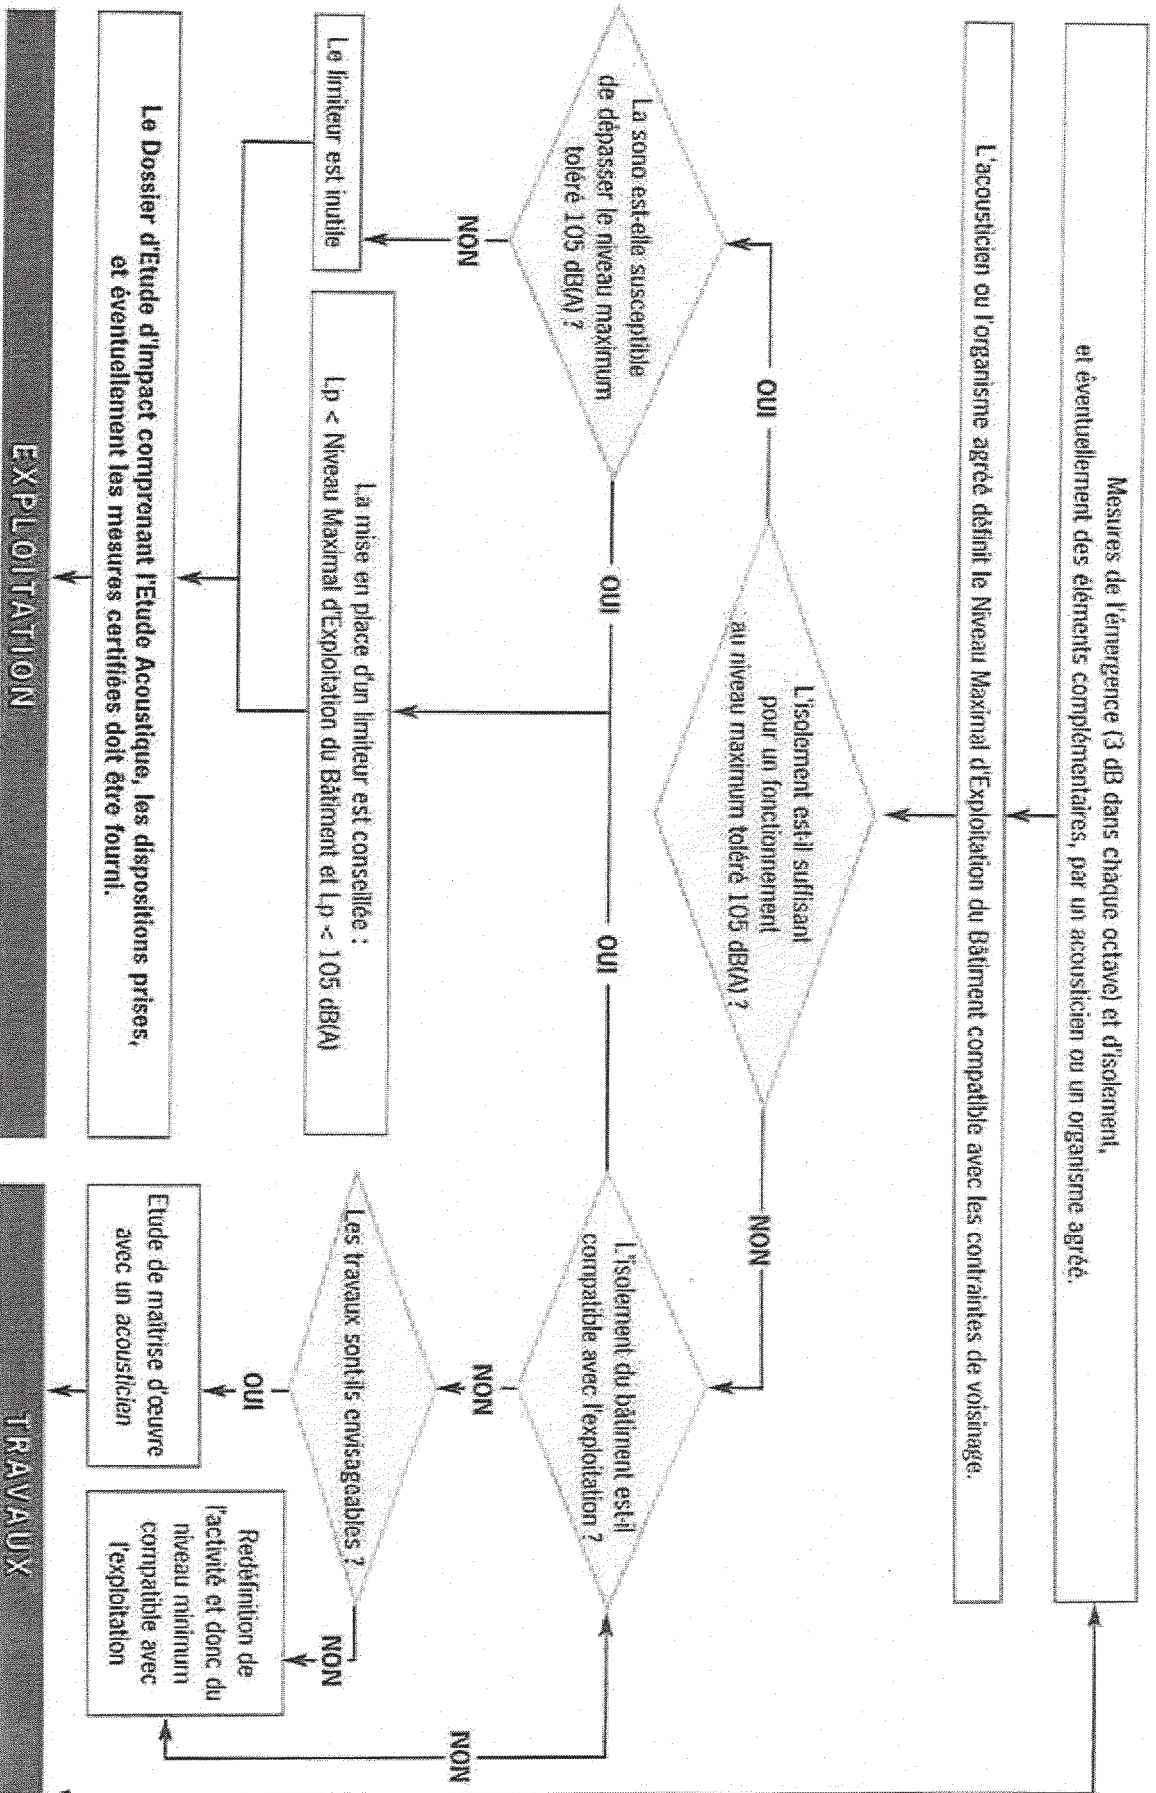 Mesures de l'émergence (3 dB dans chaque octave) et d'isolement,
et éventuellement des éléments complémentaires, par un acousticien ou un organisme agréé.
L'acousticien ou l'organisme agréé définit le Niveau Maximal d'Exploitation du Bâtiment compatible avec les contraintes de voisinage.
L'isolement est-il suffisant
pour un fonctionnement
au niveau maximum toléré 105 dB(A) ?
OUI
NON
La sono est-elle susceptible
de dépasser le niveau maximum
toléré 105 dB(A) ?
OUI
OUI
L'isolement du bâtiment est-il
compatible avec l'exploitation ?
NON
NON
NON
Le limiteur est inutile
La mise en place d'un limiteur est conseillée :
Lp < Niveau Maximal d'Exploitation du Bâtiment et Lp < 105 dB(A)
Les travaux sont-ils envisageables ?
NON
OUI
Le Dossier d'Etude d'Impact comprenant l'Etude Acoustique, les dispositions prises,
et éventuellement les mesures certifiées doit être fourni.
Etude de maîtrise d'œuvre
avec un acousticien
Redéfinition de
l'activité et donc du
niveau minimum
compatible avec
l'exploitation
EXPLOITATION
TRAVAUX